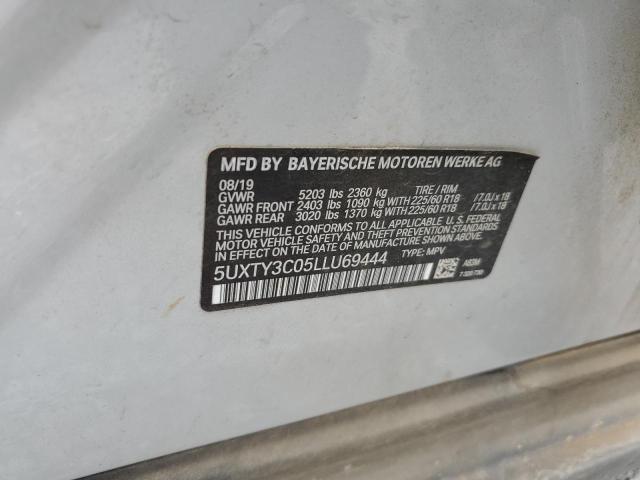 MFD BY BAYERISCHE MOTOREN WERKE AG
08/19
GVWR 5203 lbs 2360 kg TIRE / RIM
GAWR FRONT 2403 lbs 1090 kg WITH 225/60 R18 / 7.0J x 18
GAWR REAR 3020 lbs 1370 kg WITH 225/60 R18 / 7.0J x 18
THIS VEHICLE CONFORMS TO ALL APPLICABLE U.S. FEDERAL
MOTOR VEHICLE SAFETY, BUMPER, AND THEFT PREVENTION
STANDARDS IN EFFECT ON THE DATE OF MANUFACTURE SHOWN ABOVE.
5UXTY3C05LLU69444 TYPE: MPV
A83M